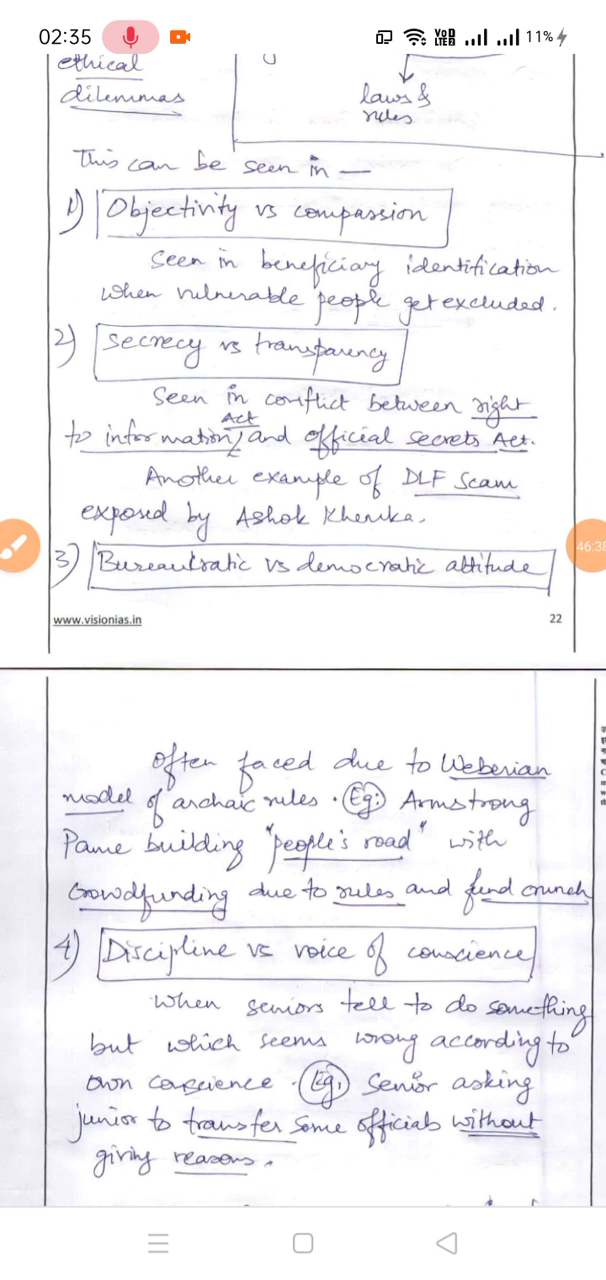 02:35
VoD LTE2 11%
ethical
dilemmas
laws &
rules
This can be seen in —
1) Objectivity vs compassion
Seen in beneficiary identification
when vulnerable people get excluded.
2) Secrecy vs transparency
Seen in conflict between right
to information Act and official secrets Act.
Another example of DLF Scam
exposed by Ashok Khemka.
46:38
3) Bureaucratic vs democratic attitude
www.visionias.in 22
Often faced due to Weberian
model of archaic rules. Eg: Armstrong
Pame building "people's road" with
Crowdfunding due to rules and fund crunch
4) Discipline vs voice of conscience
When seniors tell to do something
but which seems wrong according to
own conscience. Eg, Senior asking
junior to transfer some officials without
giving reasons.